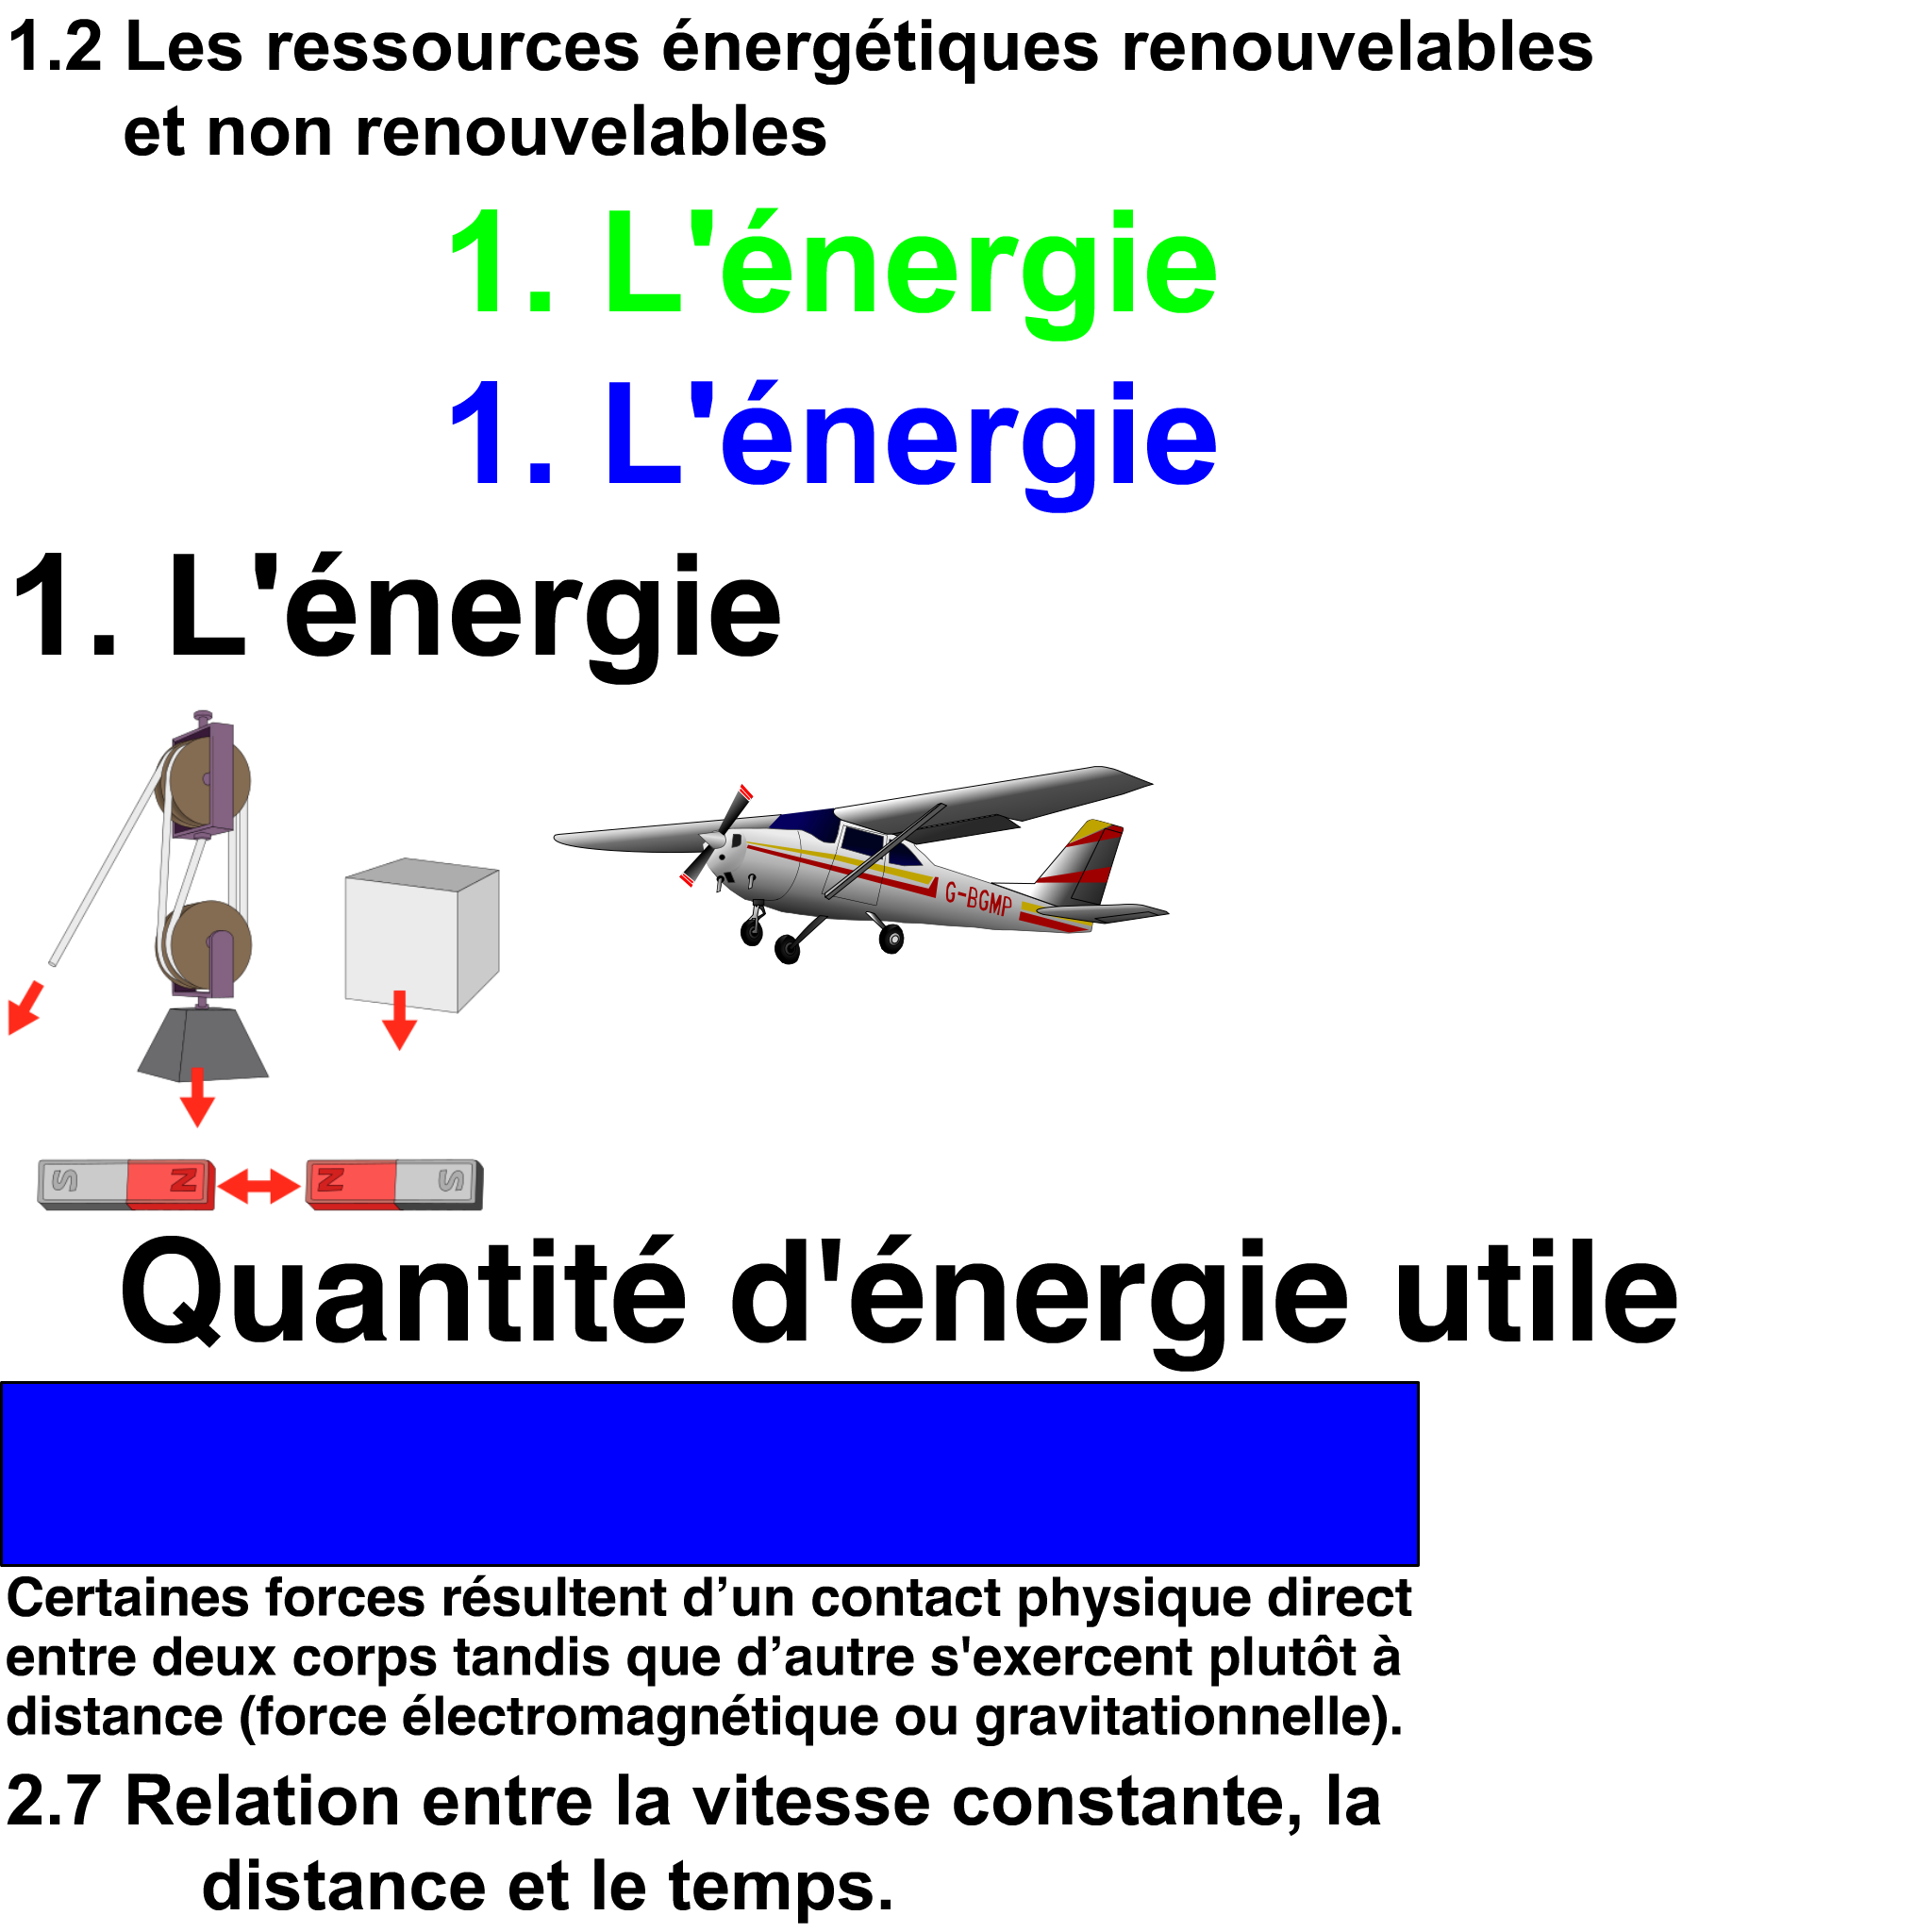 1.2 Les ressources énergétiques renouvelables
et non renouvelables
1. L'énergie
1. L'énergie
1. L'énergie
G-BGMP
S N N S
Quantité d'énergie utile
Certaines forces résultent d’un contact physique direct
entre deux corps tandis que d’autre s'exercent plutôt à
distance (force électromagnétique ou gravitationnelle).
2.7 Relation entre la vitesse constante, la
distance et le temps.